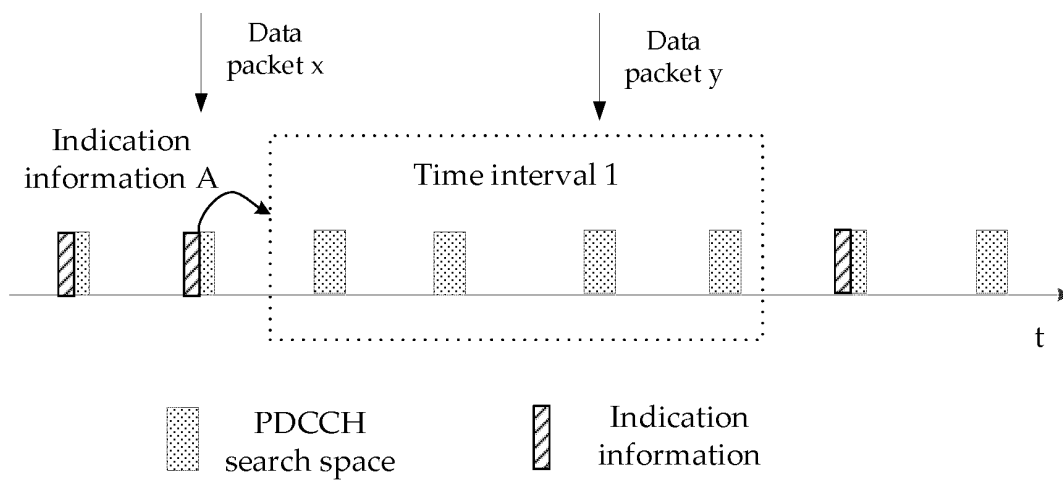 Data
packet x
Data
packet y
Indication
information A
Time interval 1
t
PDCCH
search space
Indication
information